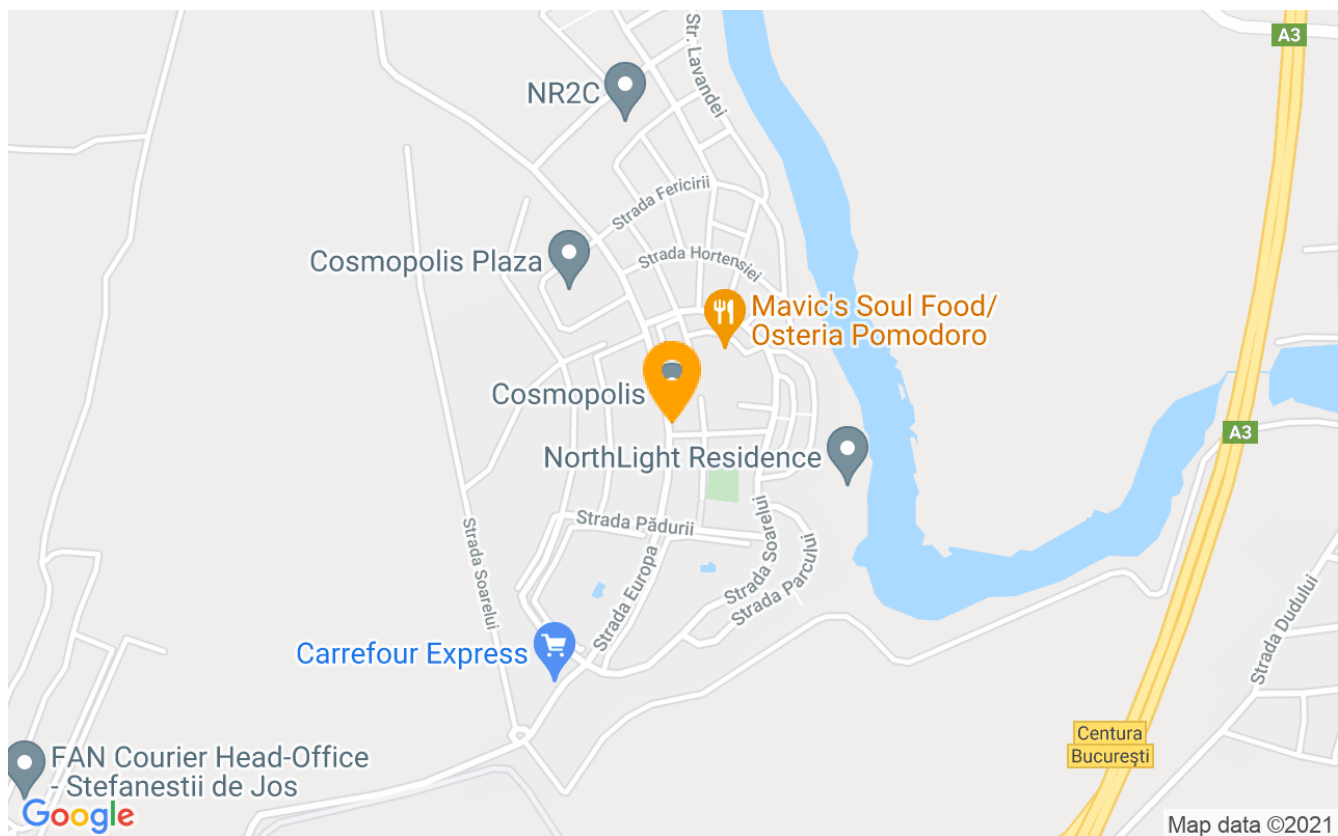 A3
Str. Lavandei
NR2C
Strada Fericirii
Strada Hortensiei
Cosmopolis Plaza
Mavic's Soul Food/
Osteria Pomodoro
Cosmopolis
A3
NorthLight Residence
Strada Pădurii
Strada Soarelui
Strada Soarelui
Strada Parcului
Strada Europa
Strada Dudului
Carrefour Express
Centura
Bucureşti
FAN Courier Head-Office
- Stefanestii de Jos
Google
Map data ©2021